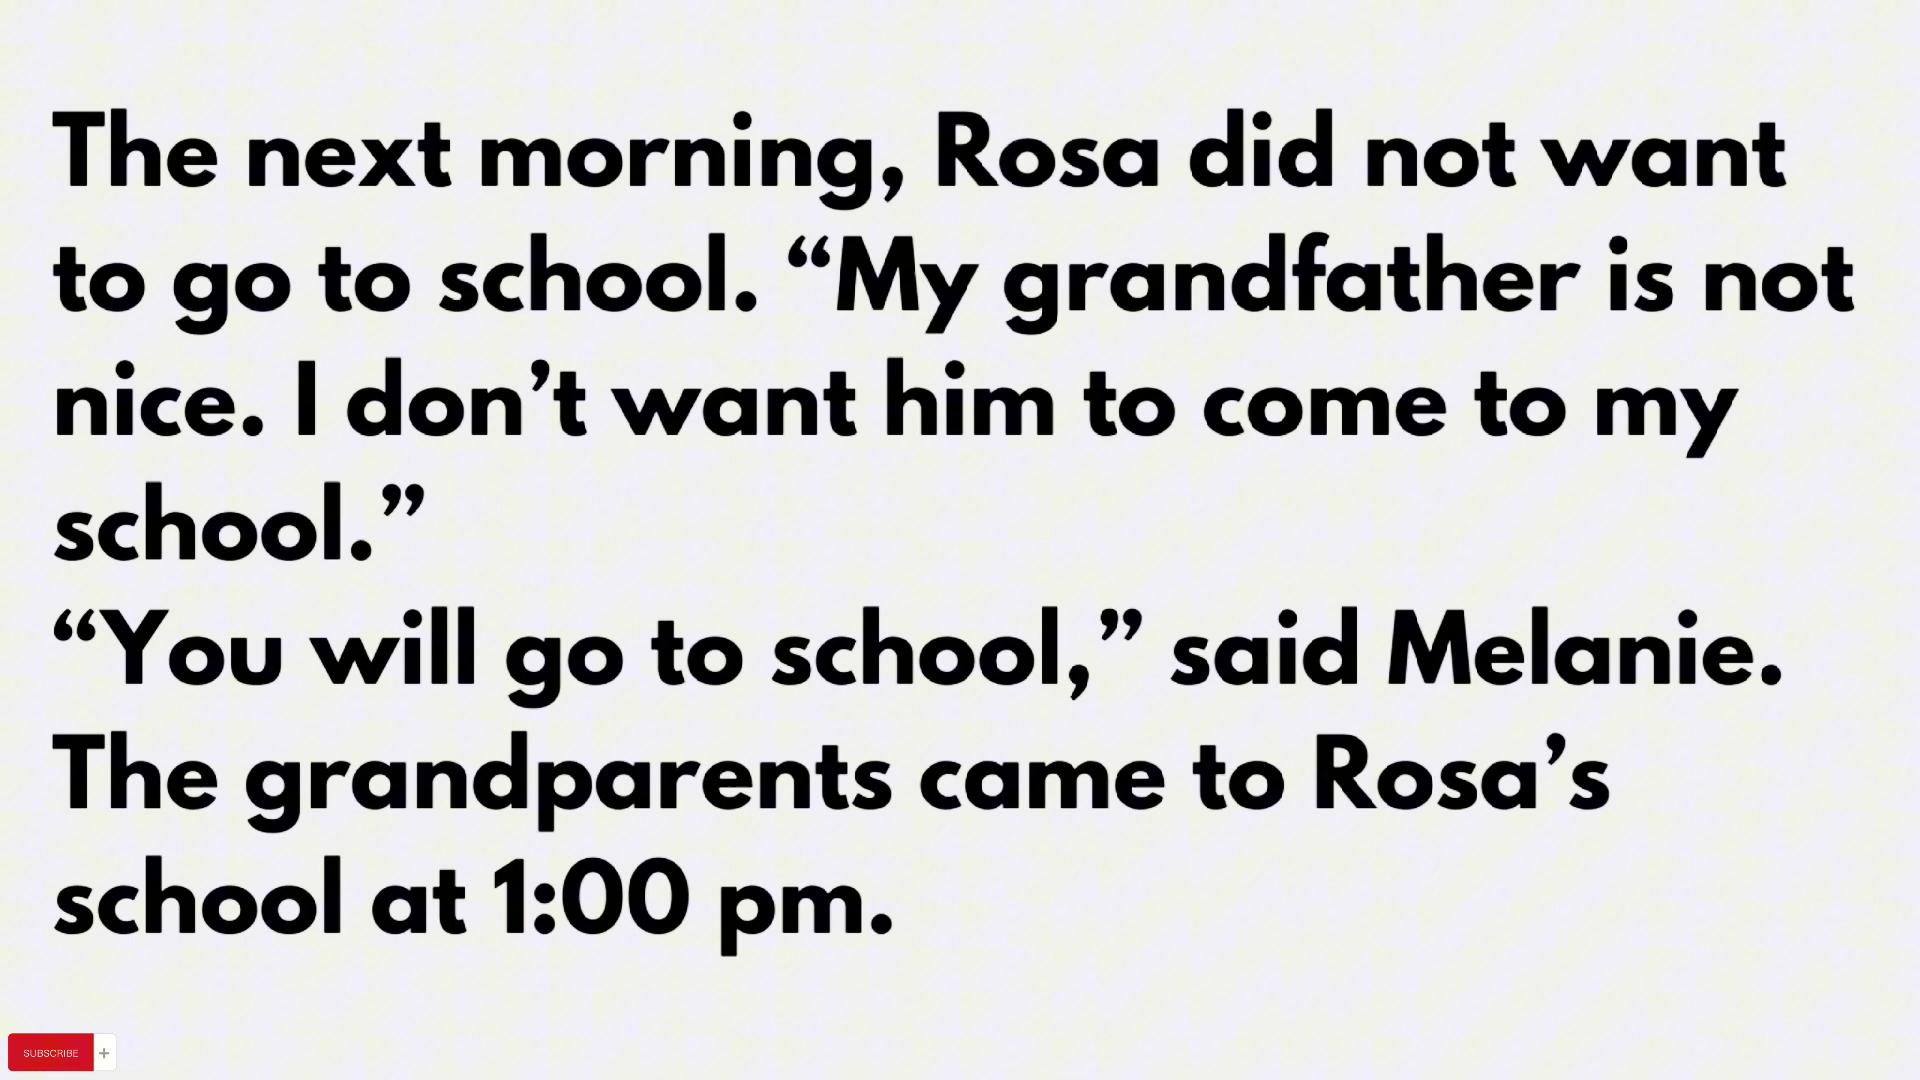 The next morning, Rosa did not want
to go to school. “My grandfather is not
nice. I don’t want him to come to my
school.”
“You will go to school,” said Melanie.
The grandparents came to Rosa’s
school at 1:00 pm.
SUBSCRIBE +